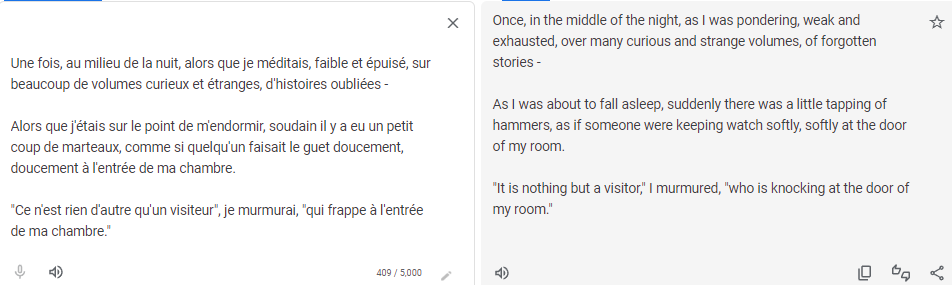 Une fois, au milieu de la nuit, alors que je méditais, faible et épuisé, sur
beaucoup de volumes curieux et étranges, d'histoires oubliées -
Alors que j'étais sur le point de m'endormir, soudain il y a eu un petit
coup de marteaux, comme si quelqu'un faisait le guet doucement,
doucement à l'entrée de ma chambre.
"Ce n'est rien d'autre qu'un visiteur", je murmurai, "qui frappe à l'entrée
de ma chambre."
409 / 5,000
Once, in the middle of the night, as I was pondering, weak and
exhausted, over many curious and strange volumes, of forgotten
stories -
As I was about to fall asleep, suddenly there was a little tapping of
hammers, as if someone were keeping watch softly, softly at the door
of my room.
"It is nothing but a visitor," I murmured, "who is knocking at the door of
my room."